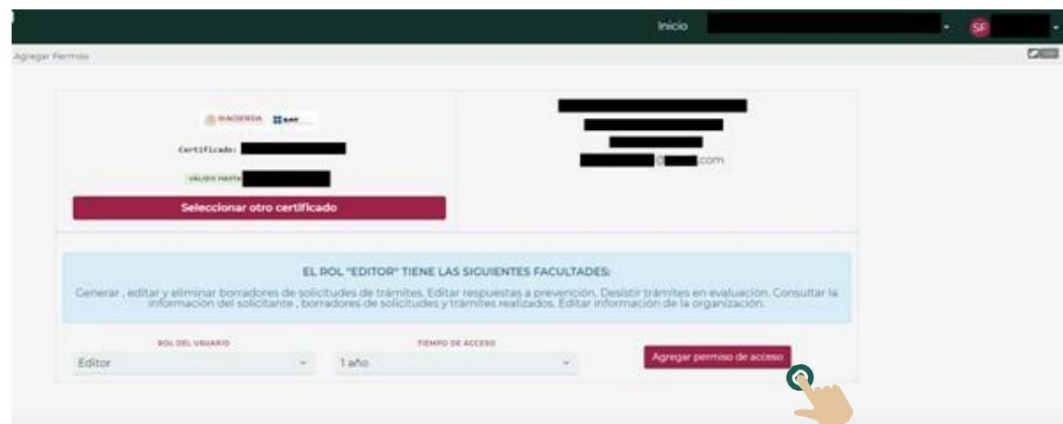 Inicio
SF
Agregar Permiso
HACIENDA SAT
Certificado:
VÁLIDO HASTA
@ .com
Seleccionar otro certificado
EL ROL "EDITOR" TIENE LAS SIGUIENTES FACULTADES:
Generar , editar y eliminar borradores de solicitudes de trámites. Editar respuestas a prevención. Desistir trámites en evaluación. Consultar la
información del solicitante , borradores de solicitudes y trámites realizados. Editar información de la organización.
ROL DEL USUARIO
TIEMPO DE ACCESO
Editor
1 año
Agregar permiso de acceso